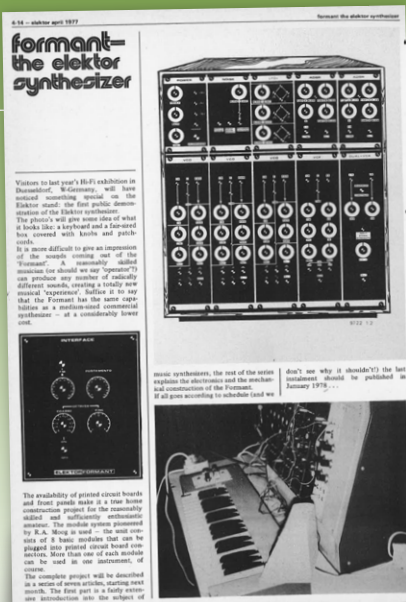 4-14 — elektor april 1977
formant the elektor synthesizer
formant—
the elektor
synthesizer
Visitors to last year's Hi-Fi exhibition in
Duesseldorf, W-Germany, will have
noticed something special on the
Elektor stand: the first public demon-
stration of the Elektor synthesizer.
The photo's will give some idea of what
it looks like: a keyboard and a fair-sized
box covered with knobs and patch-
cords.
It is more difficult to give an impression
of the sounds coming out of the
'Formant'. A reasonably skilled
musician (or should we say 'operator'?)
can produce any number of radically
different sounds, creating a totally new
musical 'experience'. Suffice it to say
that the Formant has the same capa-
bilities as a medium-sized commercial
synthesizer — at a considerably lower
cost.
INTERFACE
ELEKTOR FORMANT
The availability of printed circuit boards
and front panels make it a true home
construction project for the reasonably
skilled and sufficiently enthusiastic
amateur. The module system pioneered
by R.A. Moog is used — the unit con-
sists of 8 basic modules that can be
plugged into printed circuit board con-
nectors. More than one of each module
can be used in one instrument, of
course.
The complete project will be described
in a series of seven articles, starting next
month. The first part is a fairly exten-
sive introduction into the subject of
music synthesizers, the rest of the series
explains the electronics and the mechan-
ical construction of the Formant.
If all goes according to schedule (and we
don't see why it shouldn't!) the last
instalment should be published in
January 1978 . . .